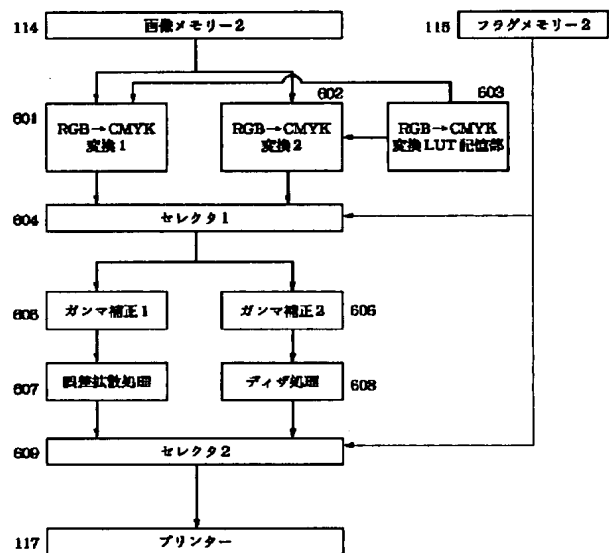 114 画像メモリー2
115 フラグメモリー2
602 603
601 RGB→CMYK
変換1
RGB→CMYK
変換2
RGB→CMYK
変換LUT記憶部
604 セレクタ1
605 ガンマ補正1
ガンマ補正2 606
607 誤差拡散処理
ディザ処理 608
609 セレクタ2
117 プリンター